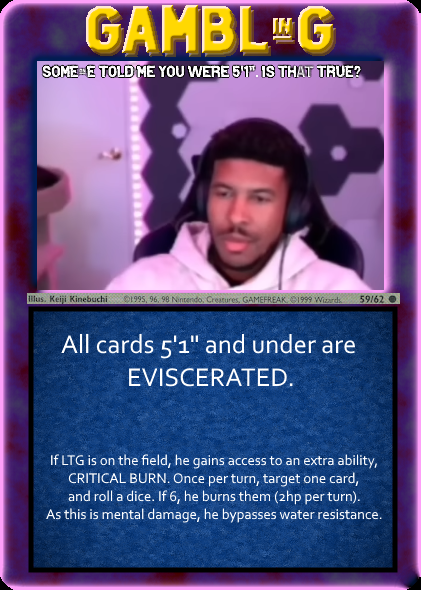 GAMBLING
SOMEONE TOLD ME YOU WERE 5'1". IS THAT TRUE?
Illus. Keiji Kinebuchi ©1995, 96, 98 Nintendo, Creatures, GAMEFREAK. ©1999 Wizards. 59/62 ●
All cards 5'1" and under are
EVISCERATED.
If LTG is on the field, he gains access to an extra ability,
CRITICAL BURN. Once per turn, target one card,
and roll a dice. If 6, he burns them (2hp per turn).
As this is mental damage, he bypasses water resistance.